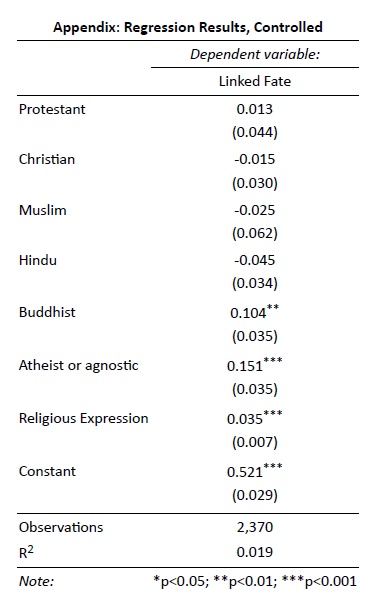 Appendix: Regression Results, Controlled
Dependent variable:
Linked Fate
Protestant 0.013
(0.044)
Christian -0.015
(0.030)
Muslim -0.025
(0.062)
Hindu -0.045
(0.034)
Buddhist 0.104**
(0.035)
Atheist or agnostic 0.151***
(0.035)
Religious Expression 0.035***
(0.007)
Constant 0.521***
(0.029)
Observations 2,370
R2 0.019
Note: *p<0.05; **p<0.01; ***p<0.001